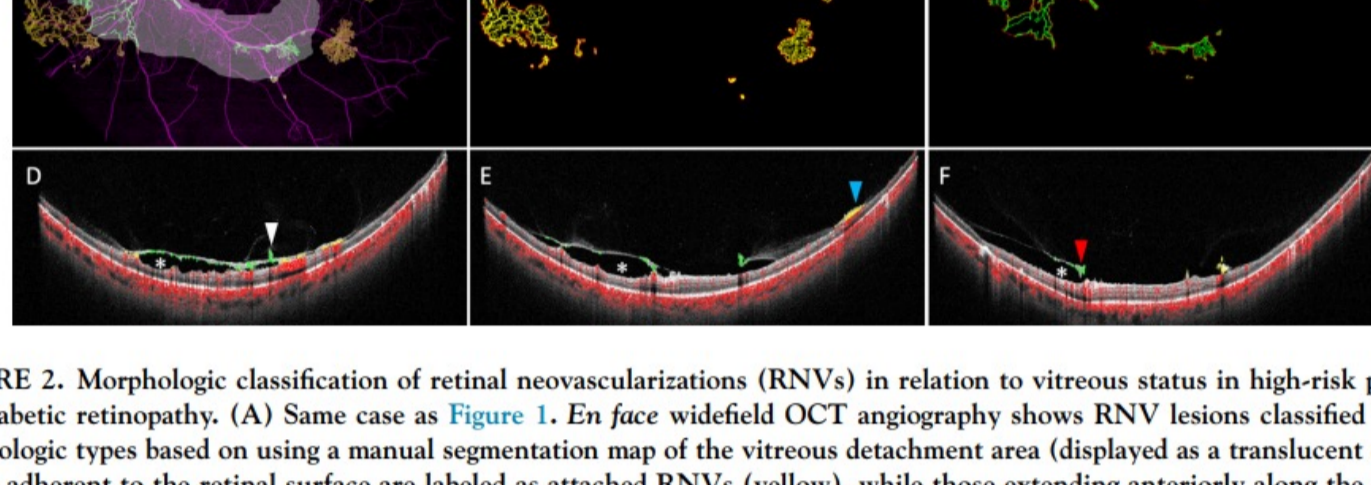 D
E
F
*
*
*
RE 2. Morphologic classification of retinal neovascularizations (RNVs) in relation to vitreous status in high-risk p
abetic retinopathy. (A) Same case as Figure 1. En face widefield OCT angiography shows RNV lesions classified
ologic types based on using a manual segmentation map of the vitreous detachment area (displayed as a translucent
adherent to the retinal surface are labeled as attached RNVs (yellow), while those extending anteriorly along the